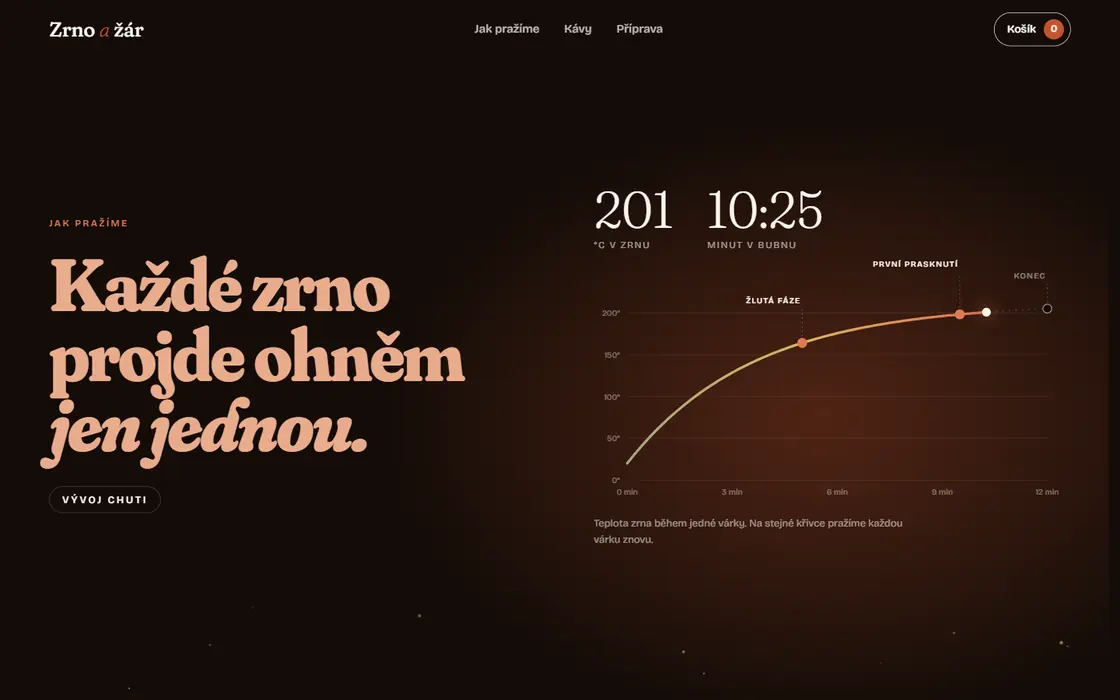 Zrno a žár
Jak pražíme
Kávy
Příprava
Košík 0
JAK PRAŽÍME
Každé zrno
projde ohněm
jen jednou.
VÝVOJ CHUTI
201
°C V ZRNU
10:25
MINUT V BUBNU
PRVNÍ PRASKNUTÍ
KONEC
ŽLUTÁ FÁZE
200°
150°
100°
50°
0°
0 min
3 min
6 min
9 min
12 min
Teplota zrna během jedné várky. Na stejné křivce pražíme každou
várku znovu.